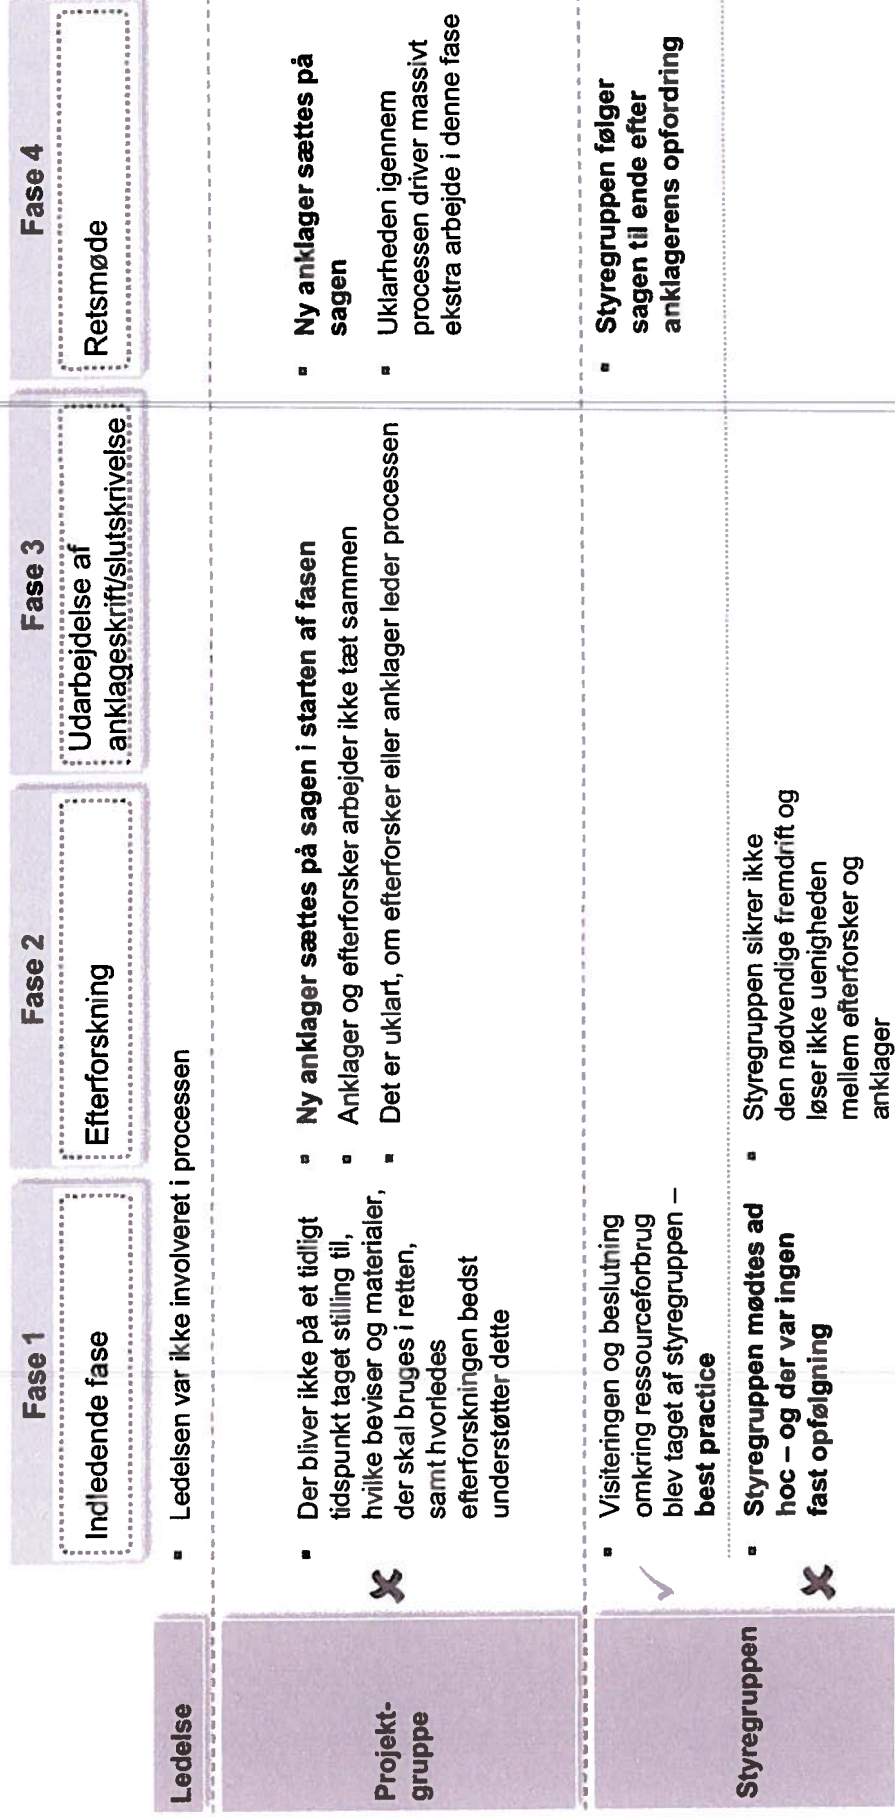 Fase 1
Fase 2
Fase 3
Fase 4
Indledende fase
Efterforskning
Udarbejdelse af
anklageskrift/slutskrivelse
Retsmøde
Ledelse
▪ Ledelsen var ikke involveret i processen
Projekt-
gruppe
✘
▪ Der bliver ikke på et tidligt
tidspunkt taget stilling til,
hvilke beviser og materialer,
der skal bruges i retten,
samt hvorledes
efterforskningen bedst
understøtter dette
▪ Ny anklager sættes på sagen i starten af fasen
▪ Anklager og efterforsker arbejder ikke tæt sammen
▪ Det er uklart, om efterforsker eller anklager leder processen
▪ Ny anklager sættes på
sagen
▪ Uklarheden igennem
processen driver massivt
ekstra arbejde i denne fase
Styregruppen
✓
▪ Visiteringen og beslutning
omkring ressourceforbrug
blev taget af styregruppen –
best practice
▪ Styregruppen følger
sagen til ende efter
anklagerens opfordring
✘
▪ Styregruppen mødtes ad
hoc – og der var ingen
fast opfølgning
▪ Styregruppen sikrer ikke
den nødvendige fremdrift og
løser ikke uenigheden
mellem efterforsker og
anklager